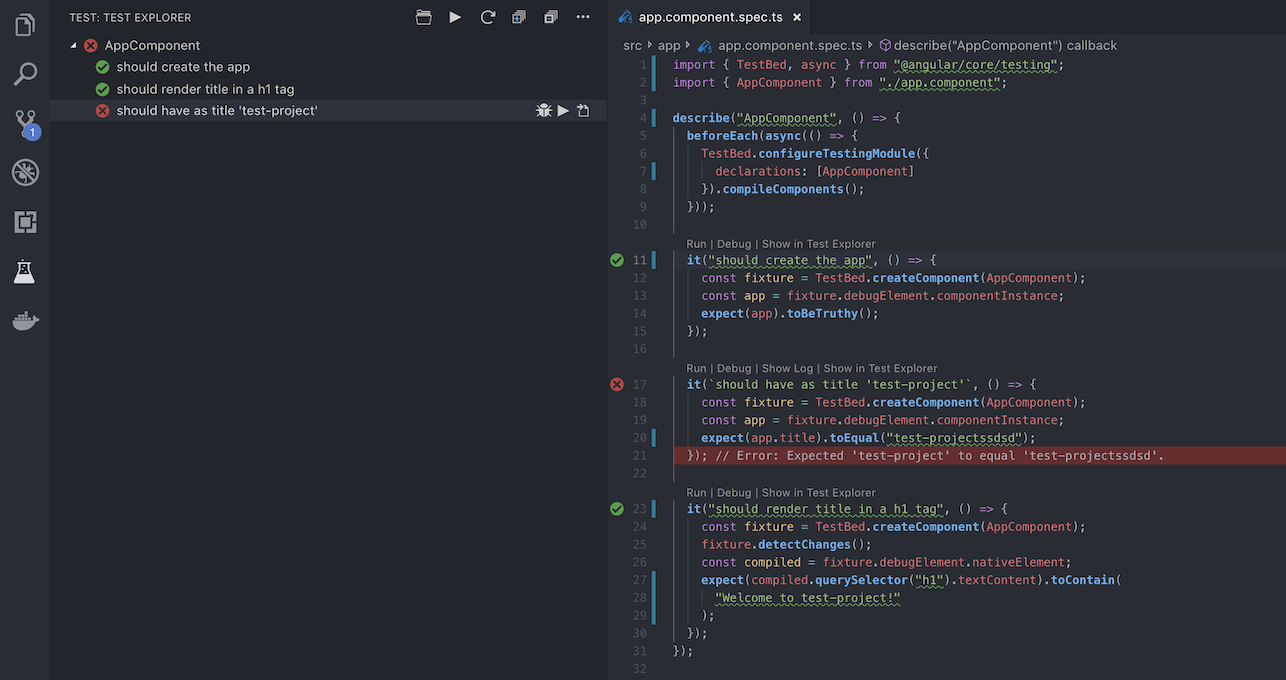 TEST: TEST EXPLORER
AppComponent
should create the app
should render title in a h1 tag
should have as title 'test-project'
1
app.component.spec.ts ×
src app app.component.spec.ts describe("AppComponent") callback
1 import { TestBed, async } from "@angular/core/testing";
2 import { AppComponent } from "./app.component";
3
4 describe("AppComponent", () => {
5 beforeEach(async(() => {
6 TestBed.configureTestingModule({
7 declarations: [AppComponent]
8 }).compileComponents();
9 }));
10
Run | Debug | Show in Test Explorer
11 it("should create the app", () => {
12 const fixture = TestBed.createComponent(AppComponent);
13 const app = fixture.debugElement.componentInstance;
14 expect(app).toBeTruthy();
15 });
16
Run | Debug | Show Log | Show in Test Explorer
17 it(`should have as title 'test-project'`, () => {
18 const fixture = TestBed.createComponent(AppComponent);
19 const app = fixture.debugElement.componentInstance;
20 expect(app.title).toEqual("test-projectssdsd");
21 }); // Error: Expected 'test-project' to equal 'test-projectssdsd'.
22
Run | Debug | Show in Test Explorer
23 it("should render title in a h1 tag", () => {
24 const fixture = TestBed.createComponent(AppComponent);
25 fixture.detectChanges();
26 const compiled = fixture.debugElement.nativeElement;
27 expect(compiled.querySelector("h1").textContent).toContain(
28 "Welcome to test-project!"
29 );
30 });
31 });
32